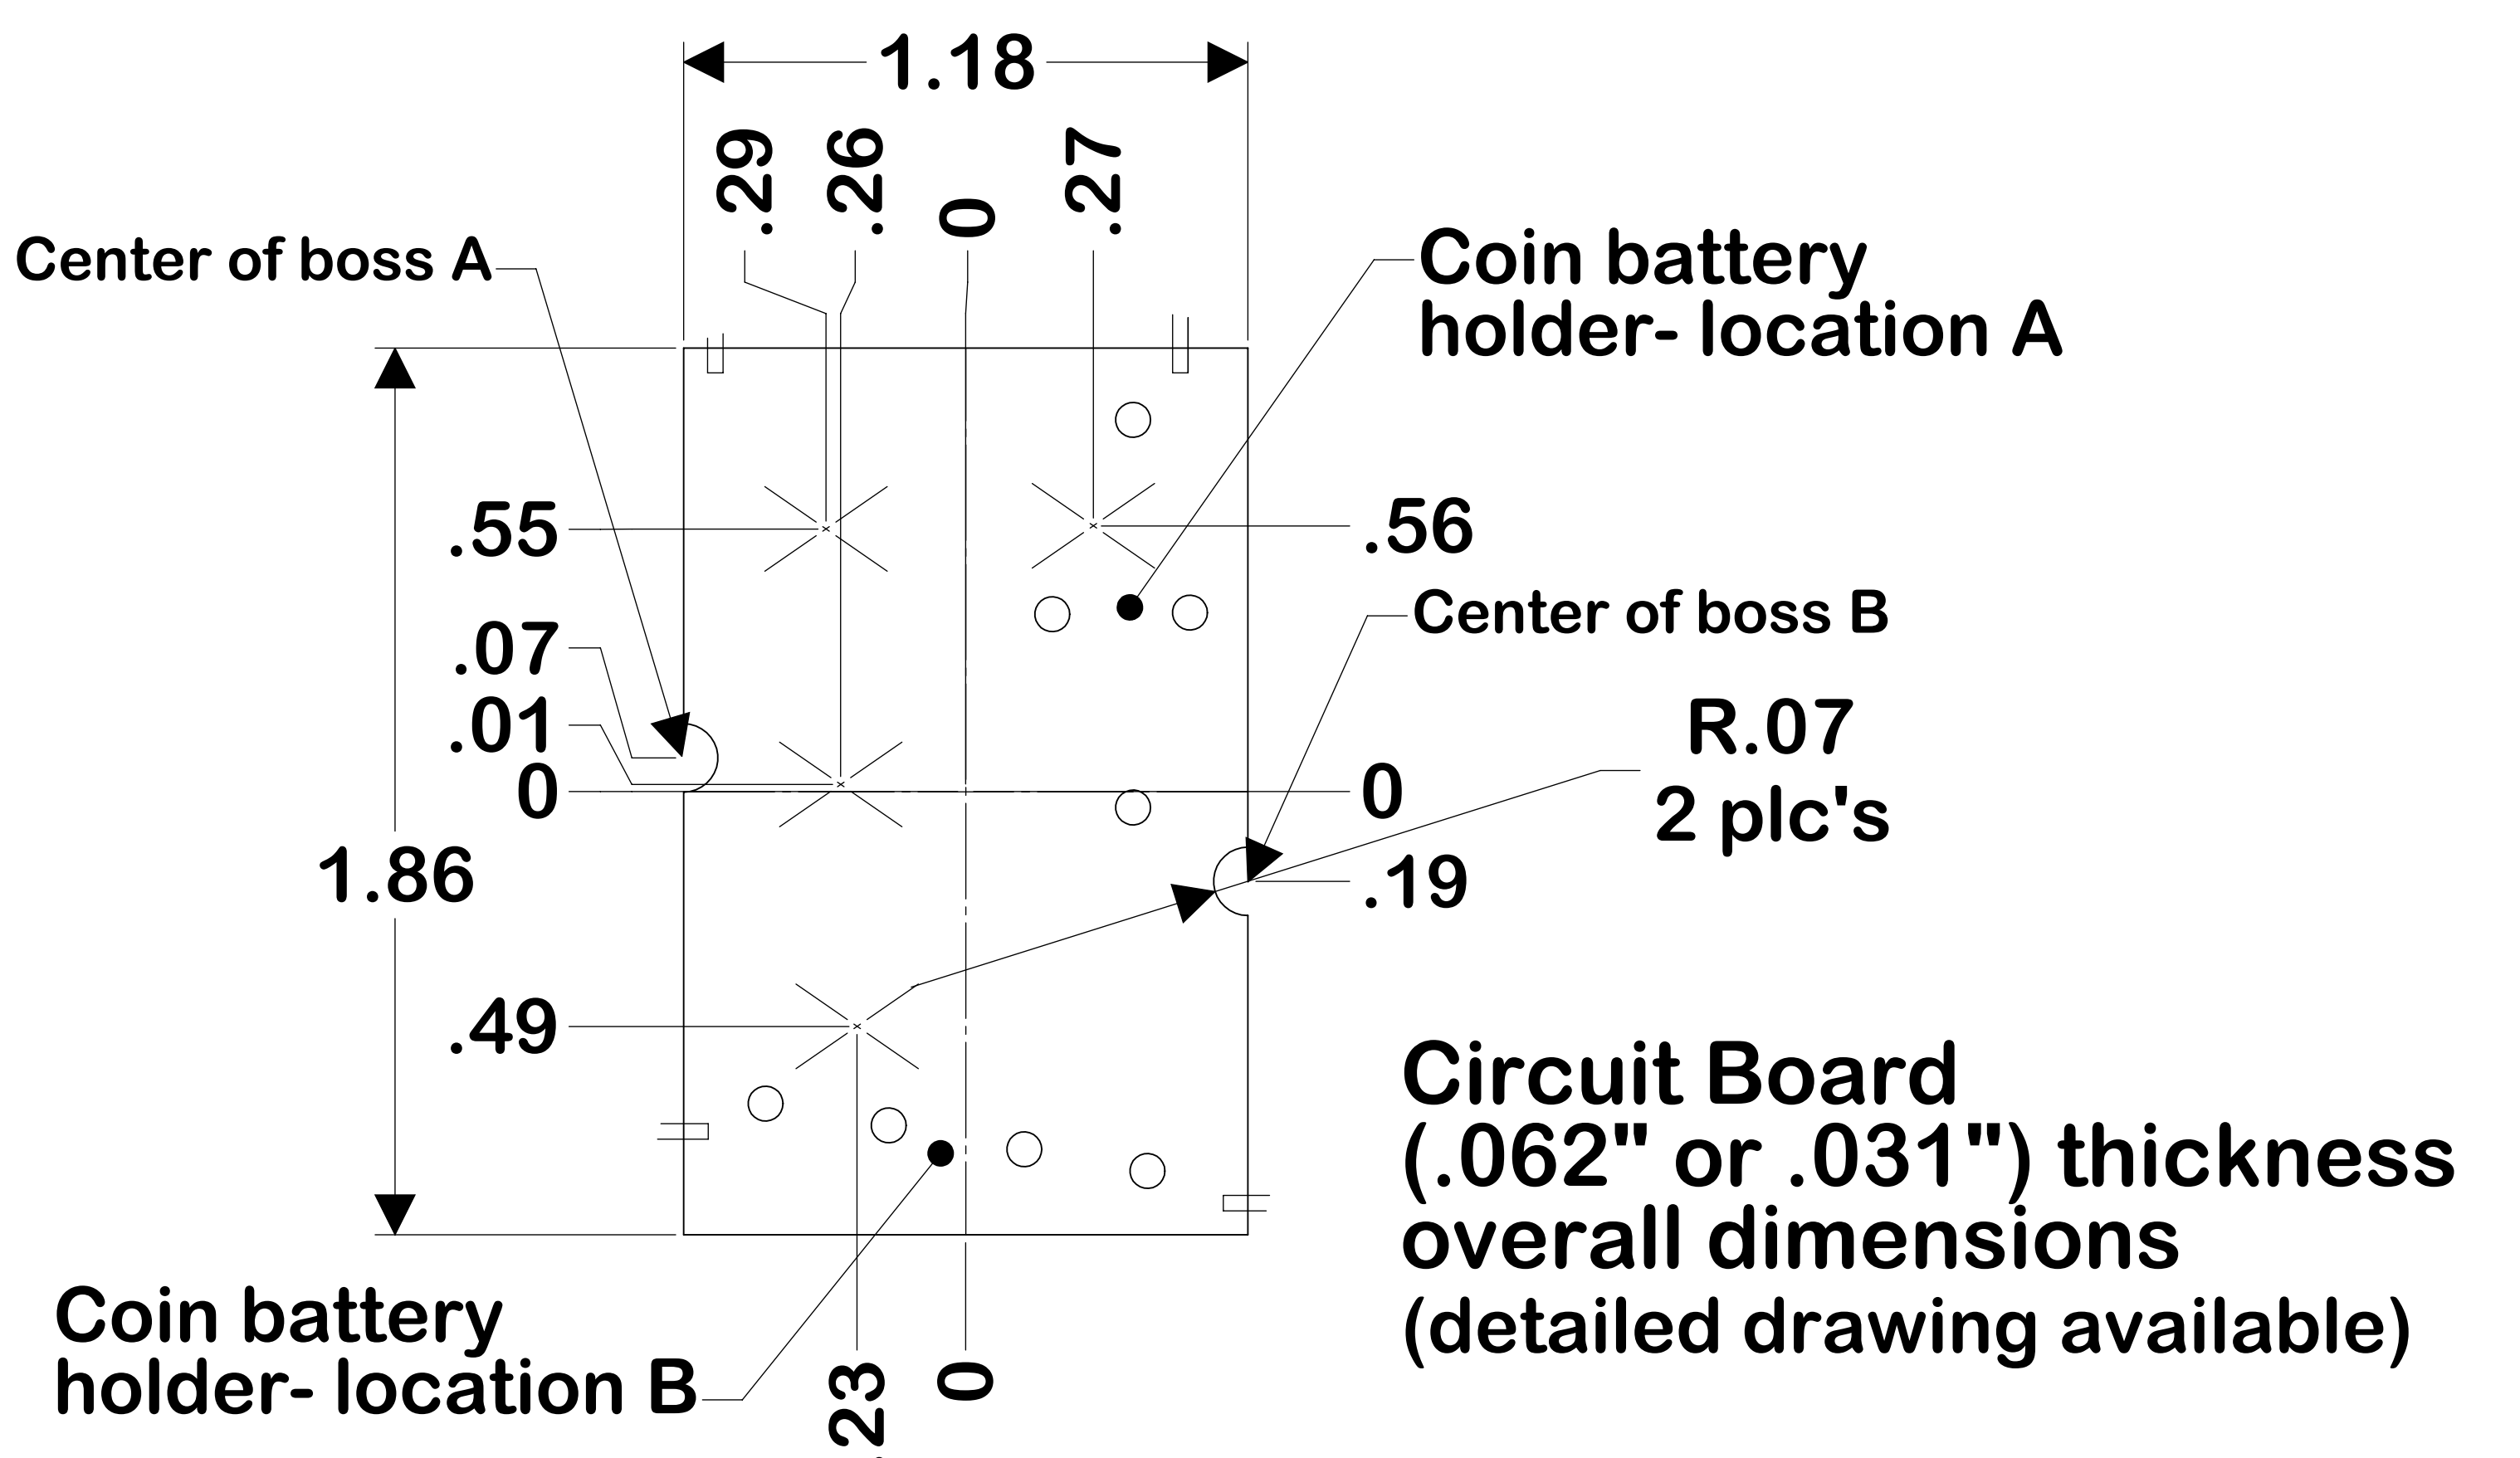 1.18
.29
.26
0
.27
Center of boss A
Coin battery
holder- location A
.55
.56
Center of boss B
.07
.01
0
0
R.07
2 plc's
.19
1.86
.49
Circuit Board
(.062" or .031") thickness
overall dimensions
(detailed drawing available)
Coin battery
holder- location B
.23
0